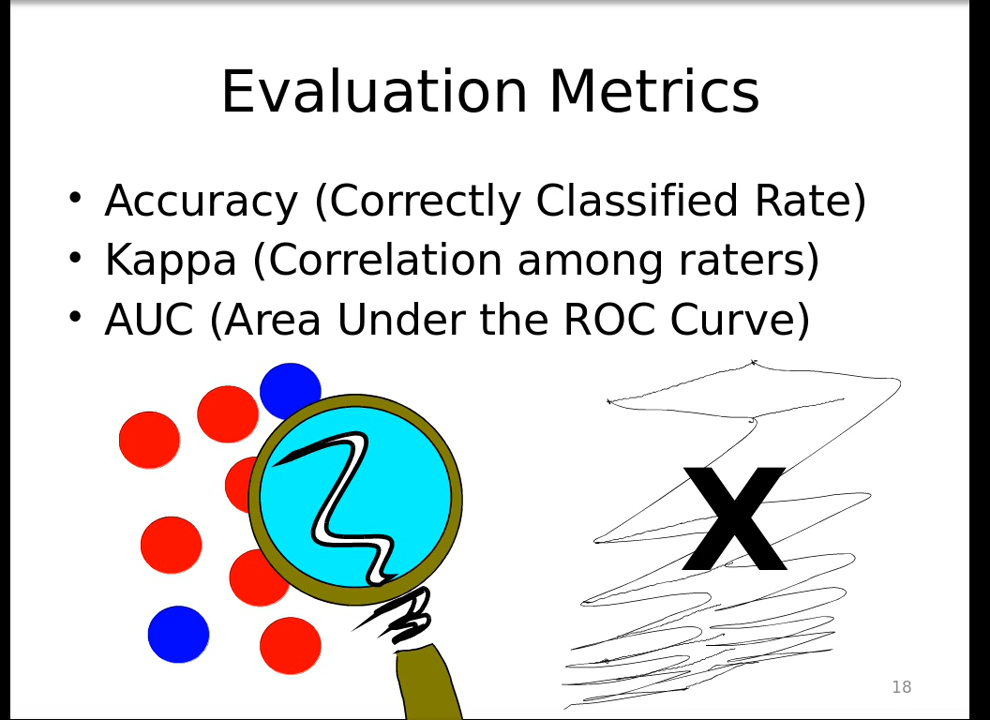 Evaluation Metrics
• Accuracy (Correctly Classified Rate)
• Kappa (Correlation among raters)
• AUC (Area Under the ROC Curve)
X
18